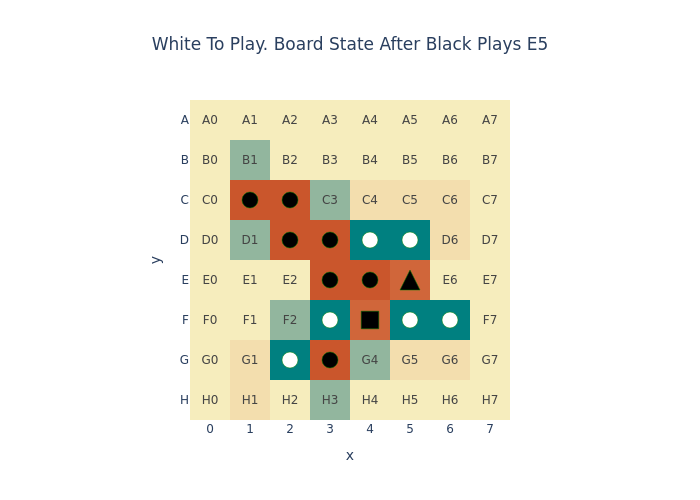 White To Play. Board State After Black Plays E5
A A0 A1 A2 A3 A4 A5 A6 A7
B B0 B1 B2 B3 B4 B5 B6 B7
C C0 C3 C4 C5 C6 C7
D D0 D1 D6 D7
y
E E0 E1 E2 E6 E7
F F0 F1 F2 F7
G G0 G1 G4 G5 G6 G7
H H0 H1 H2 H3 H4 H5 H6 H7
0 1 2 3 4 5 6 7
x